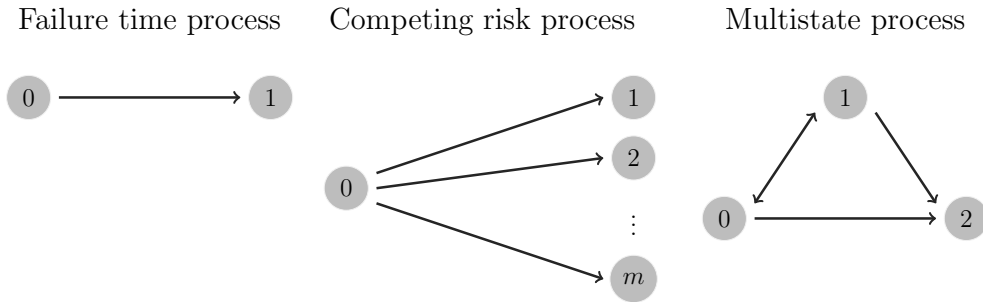 Failure time process
0
1
Competing risk process
0
1
2
⋮
m
Multistate process
0
1
2